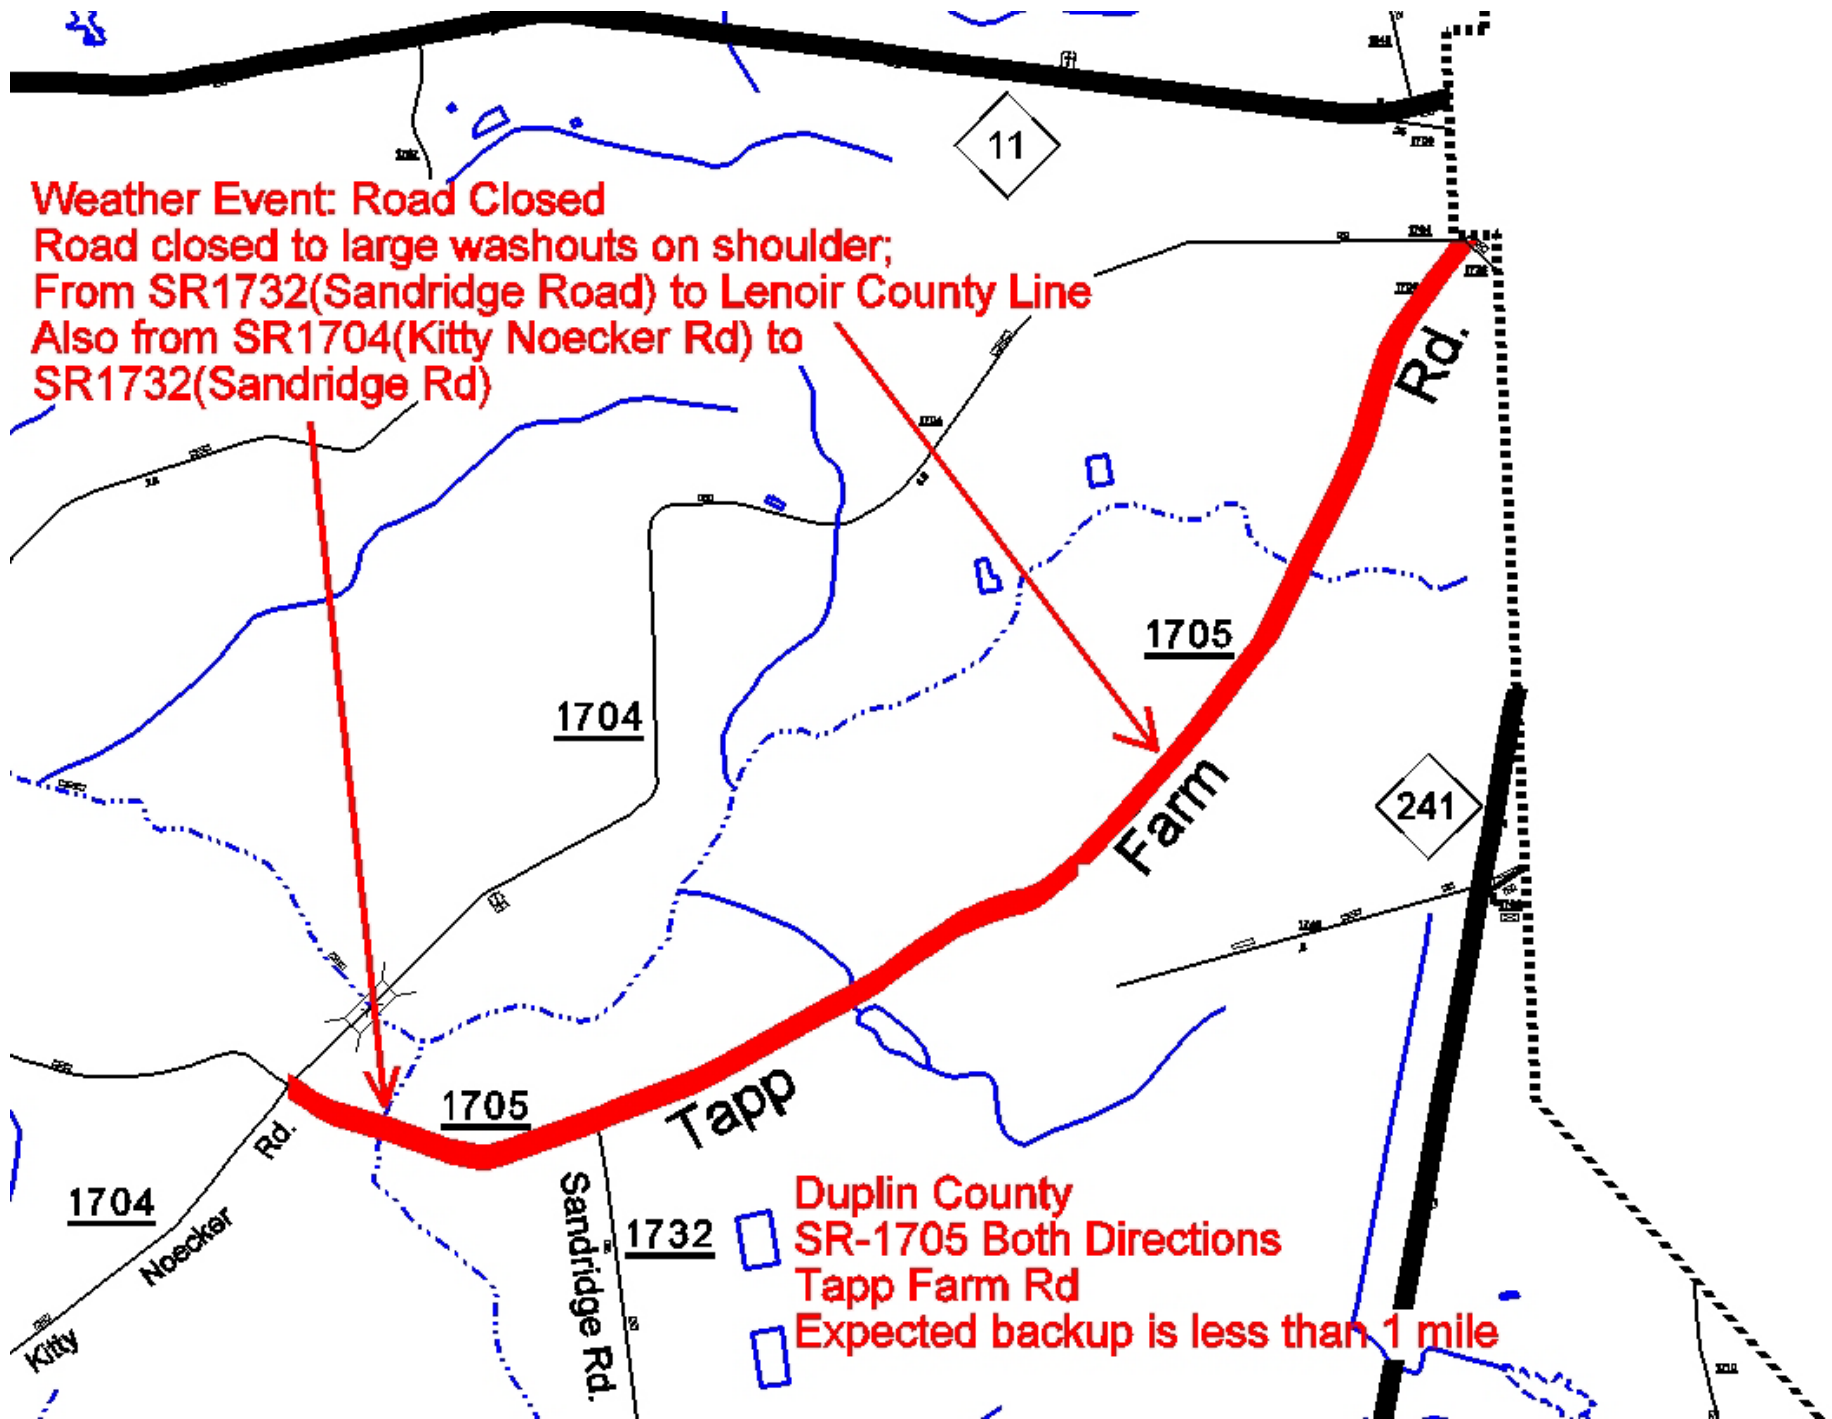 11
Weather Event: Road Closed
Road closed to large washouts on shoulder;
From SR1732(Sandridge Road) to Lenoir County Line
Also from SR1704(Kitty Noecker Rd) to
SR1732(Sandridge Rd)
Rd.
1704
1705
1704
Farm
241
1705
Tapp
Rd.
1704
Noecker
Kitty
Sandridge Rd.
1732
Duplin County
SR-1705 Both Directions
Tapp Farm Rd
Expected backup is less than 1 mile